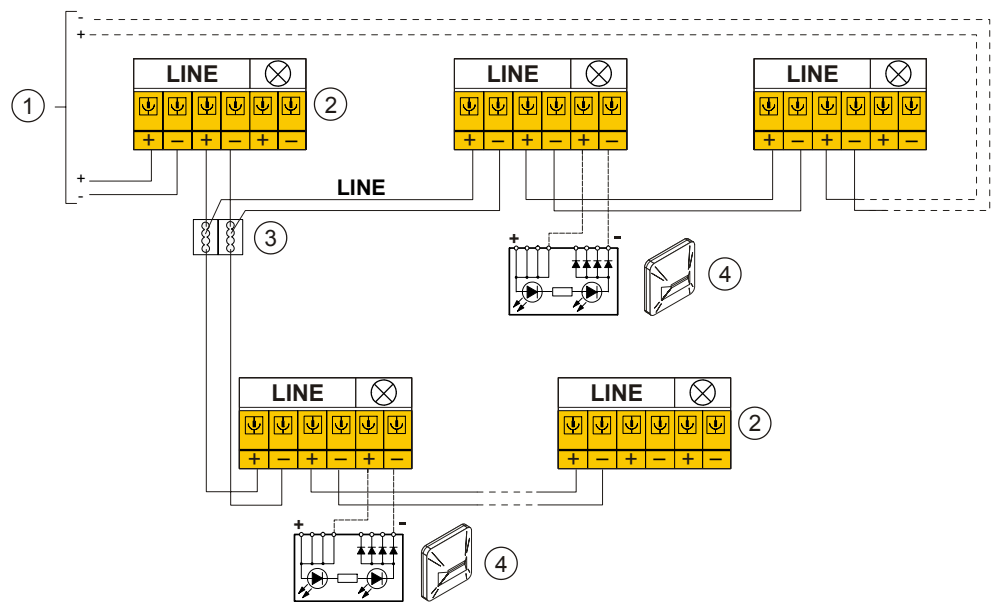 -
+
LINE
LINE
LINE
1
2
+ − + − + −
+ − + − + −
+ − + − + −
+
-
LINE
3
+ -
4
LINE
LINE
2
+ − + − + −
+ − + − + −
+ -
4